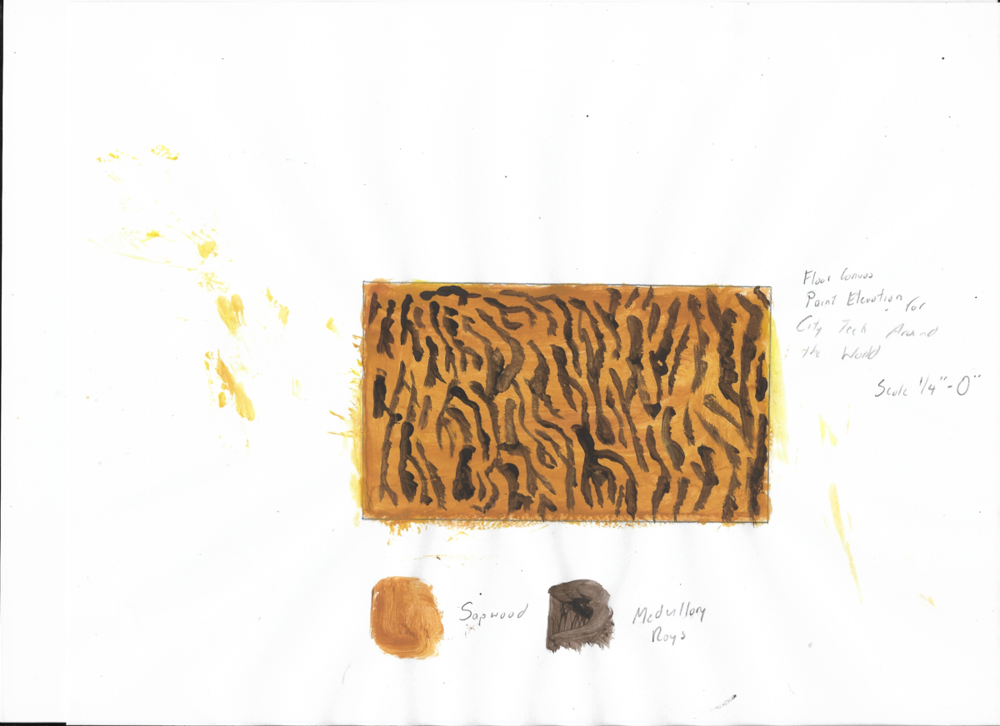 Floor Canvas
Paint Elevation for
City Tech Around
the World
Scale 1/4"-0"
Sapwood
Medullary
Rays